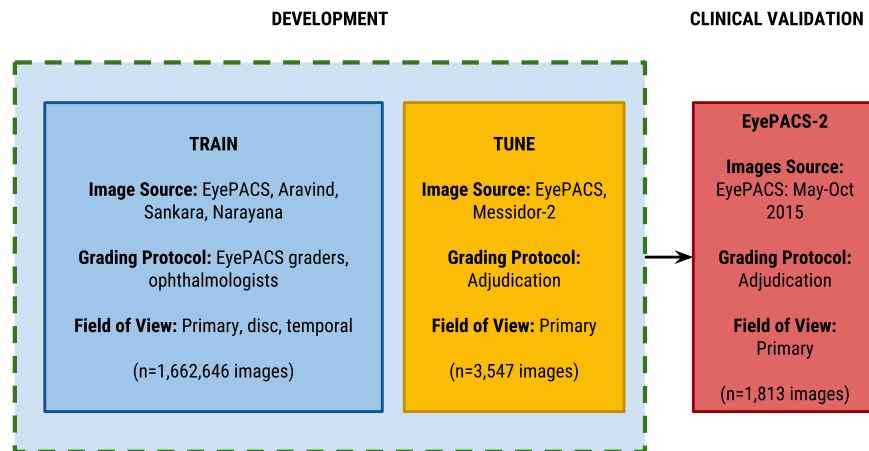 DEVELOPMENT
CLINICAL VALIDATION
TRAIN
Image Source: EyePACS, Aravind,
Sankara, Narayana
Grading Protocol: EyePACS graders,
ophthalmologists
Field of View: Primary, disc, temporal
(n=1,662,646 images)
TUNE
Image Source: EyePACS,
Messidor-2
Grading Protocol:
Adjudication
Field of View: Primary
(n=3,547 images)
EyePACS-2
Images Source:
EyePACS: May-Oct
2015
Grading Protocol:
Adjudication
Field of View:
Primary
(n=1,813 images)